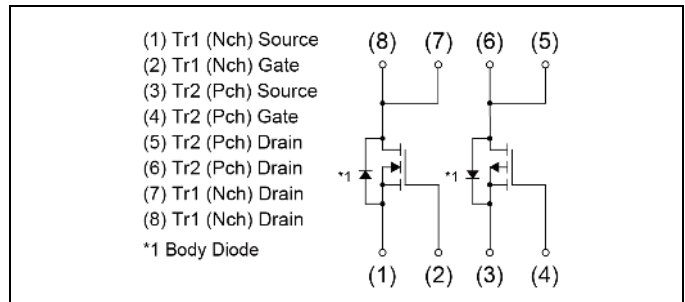 (1) Tr1 (Nch) Source
(2) Tr1 (Nch) Gate
(3) Tr2 (Pch) Source
(4) Tr2 (Pch) Gate
(5) Tr2 (Pch) Drain
(6) Tr2 (Pch) Drain
(7) Tr1 (Nch) Drain
(8) Tr1 (Nch) Drain
*1 Body Diode
(8) (7) (6) (5)
*1 *1
(1) (2) (3) (4)